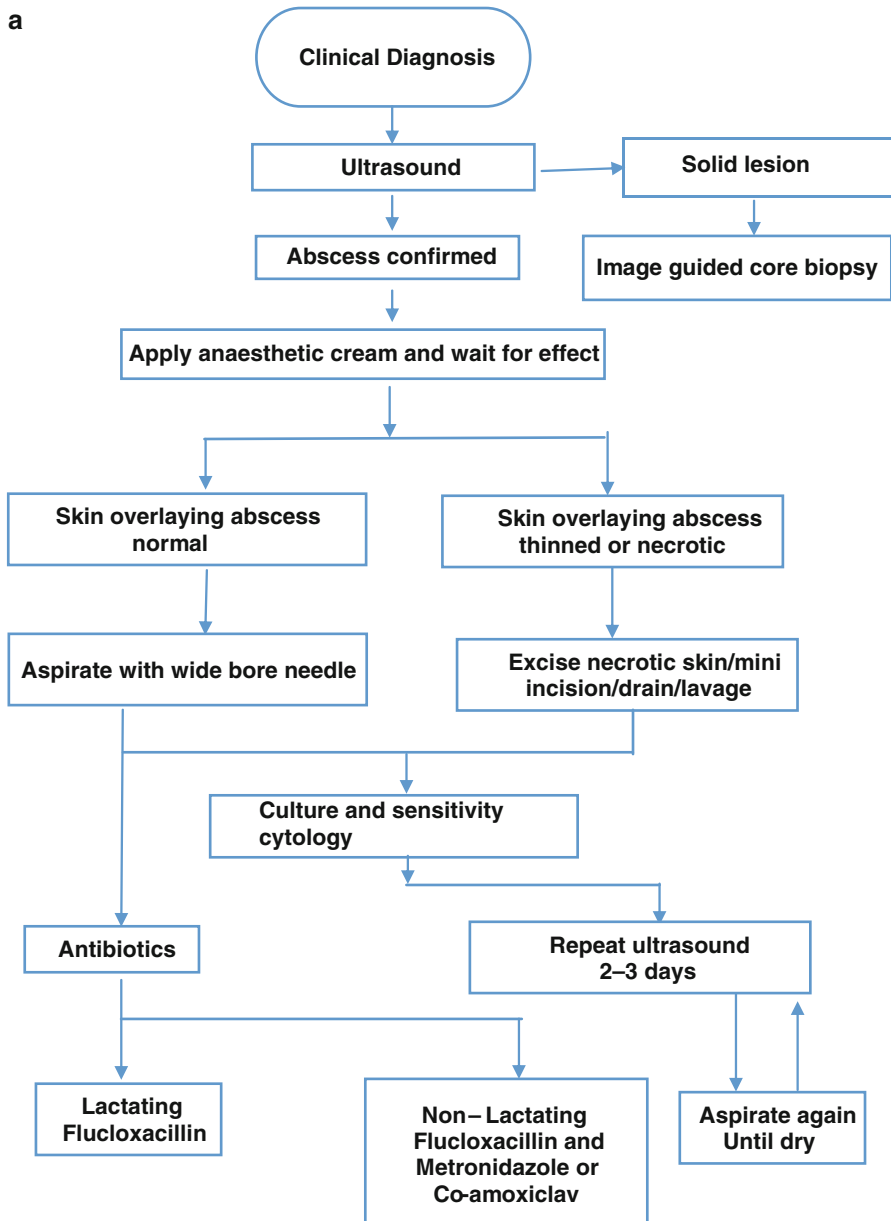 a
Clinical Diagnosis
Ultrasound
Solid lesion
Abscess confirmed
Image guided core biopsy
Apply anaesthetic cream and wait for effect
Skin overlaying abscess
normal
Skin overlaying abscess
thinned or necrotic
Aspirate with wide bore needle
Excise necrotic skin/mini
incision/drain/lavage
Culture and sensitivity
cytology
Antibiotics
Repeat ultrasound
2–3 days
Lactating
Flucloxacillin
Non–Lactating
Flucloxacillin and
Metronidazole or
Co-amoxiclav
Aspirate again
Until dry